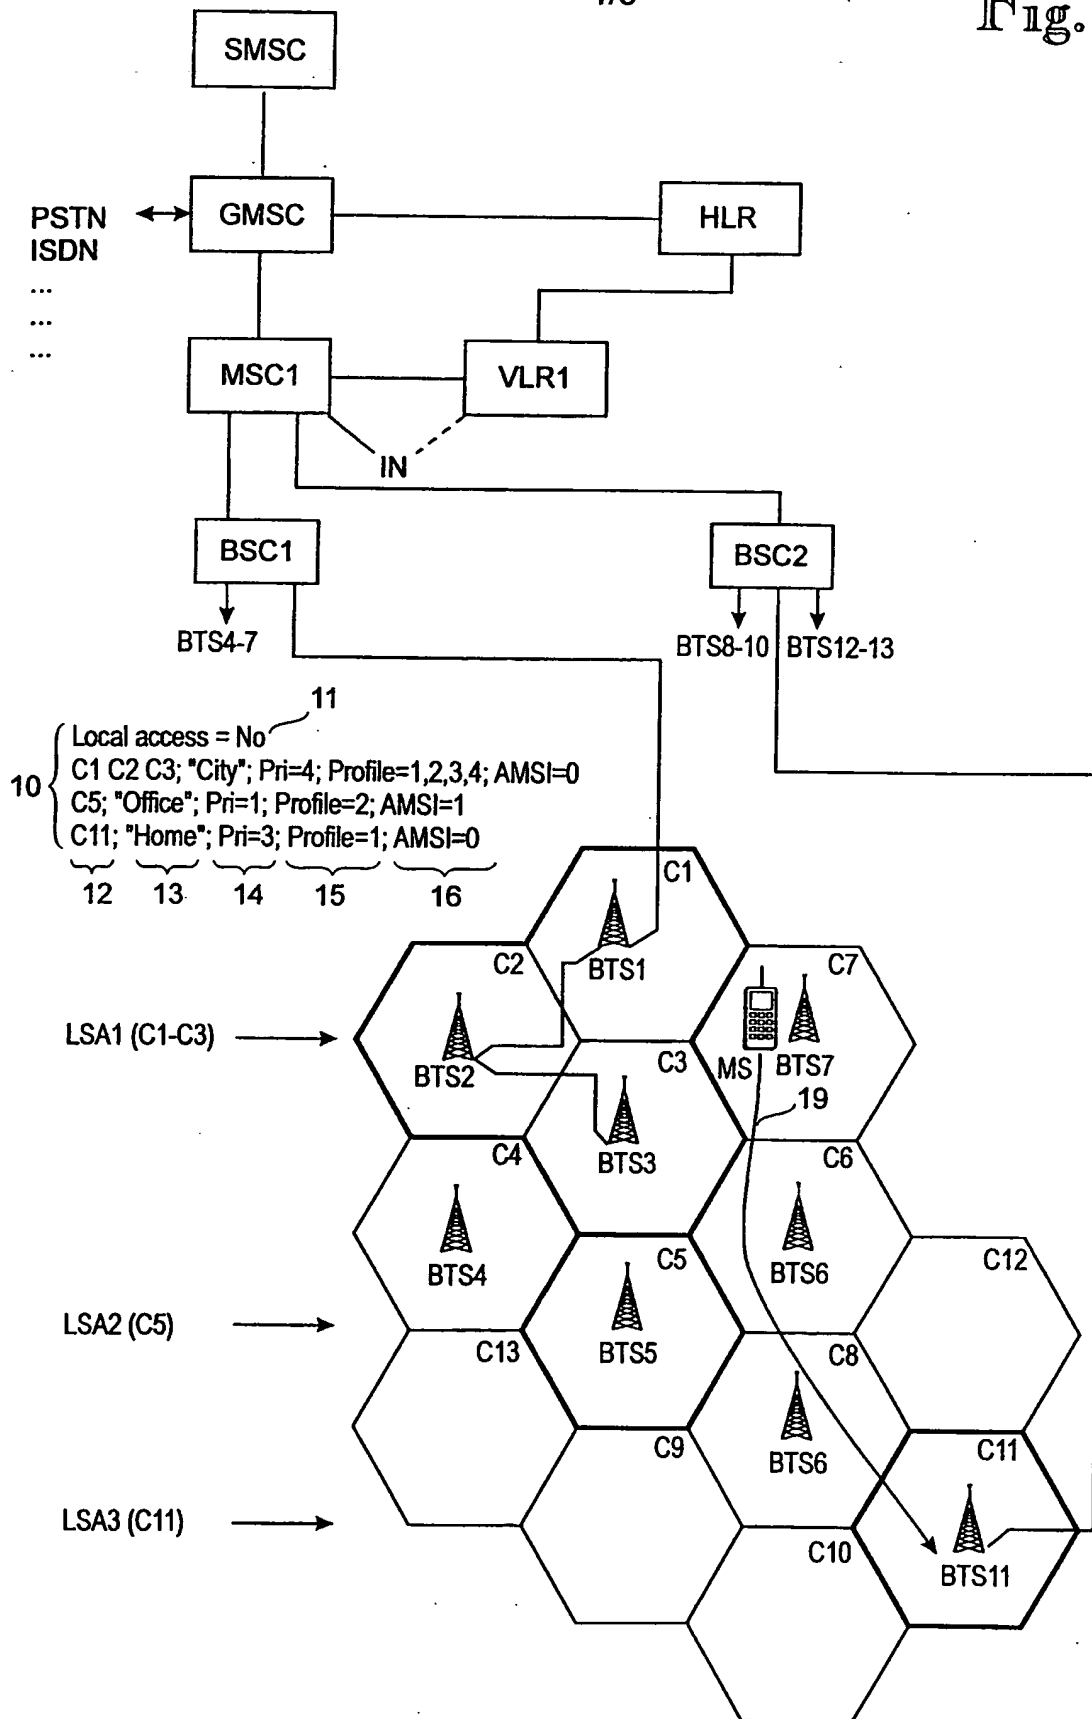 1/8
Fig.
SMSC
PSTN
ISDN
...
...
...
GMSC
HLR
MSC1
VLR1
IN
BSC1
BSC2
BTS4-7
BTS8-10
BTS12-13
11
10
Local access = No
C1 C2 C3; "City"; Pri=4; Profile=1,2,3,4; AMSI=0
C5; "Office"; Pri=1; Profile=2; AMSI=1
C11; "Home"; Pri=3; Profile=1; AMSI=0
12 13 14 15 16
C1
BTS1
C2
C7
LSA1 (C1-C3)
BTS2
C3
MS
BTS7
19
BTS3
C4
C6
BTS4
C5
BTS6
C12
LSA2 (C5)
C13
BTS5
C8
C9
BTS6
C11
LSA3 (C11)
C10
BTS11